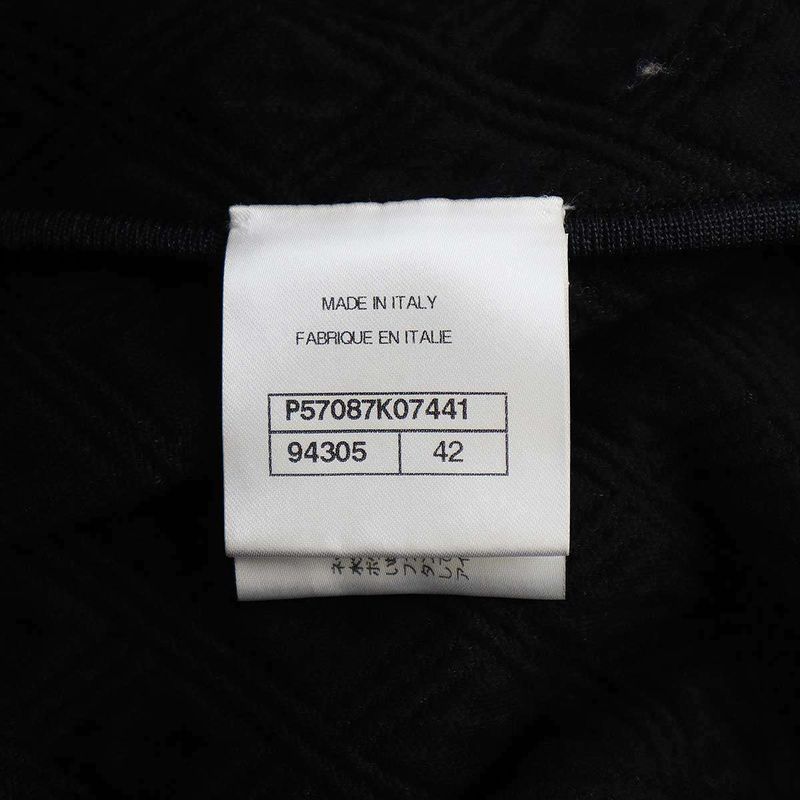 MADE IN ITALY
FABRIQUE EN ITALIE
P57087K07441
94305 42